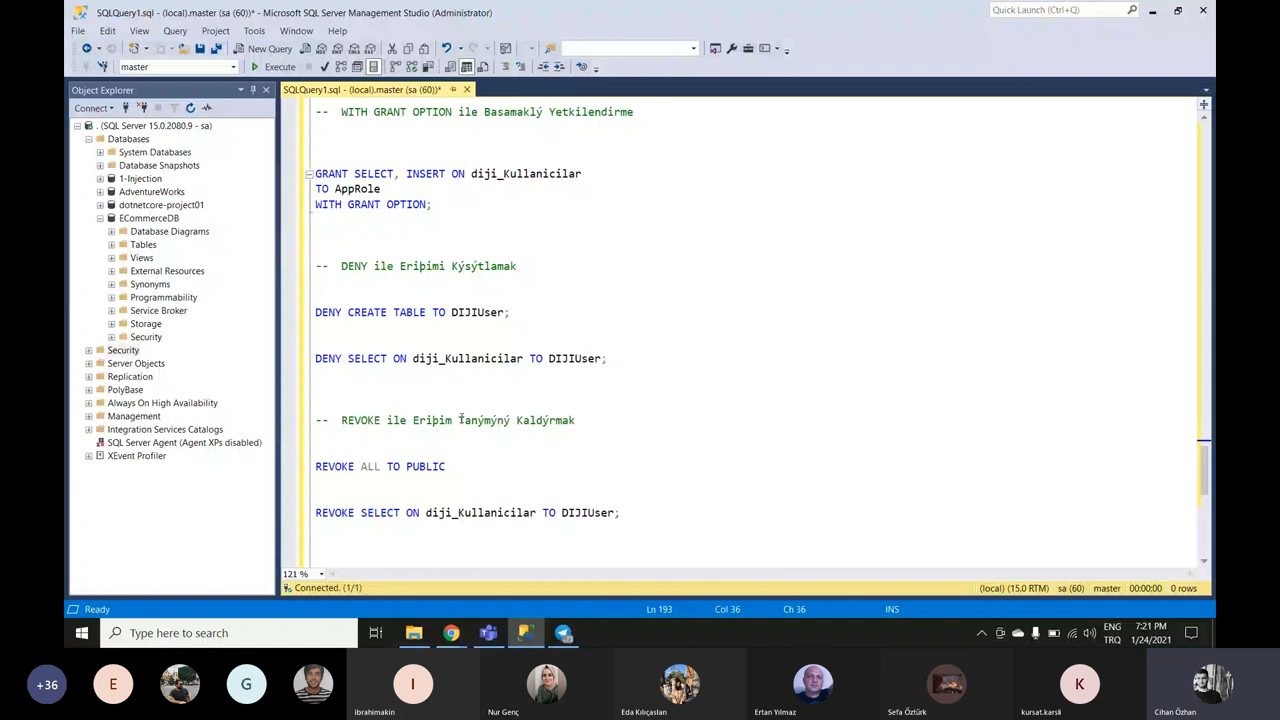 SQLQuery1.sql - (local).master (sa (60))* - Microsoft SQL Server Management Studio (Administrator)
Quick Launch (Ctrl+Q)
File Edit View Query Project Tools Window Help
New Query
master
Execute
Object Explorer
SQLQuery1.sql - (local).master (sa (60))*
Connect
. (SQL Server 15.0.2080.9 - sa)
Databases
System Databases
Database Snapshots
1-Injection
AdventureWorks
dotnetcore-project01
ECommerceDB
Database Diagrams
Tables
Views
External Resources
Synonyms
Programmability
Service Broker
Storage
Security
Security
Server Objects
Replication
PolyBase
Always On High Availability
Management
Integration Services Catalogs
SQL Server Agent (Agent XPs disabled)
XEvent Profiler
-- WITH GRANT OPTION ile Basamaklý Yetkilendirme
GRANT SELECT, INSERT ON diji_Kullanicilar
TO AppRole
WITH GRANT OPTION;
-- DENY ile Eriþimi Kýsýtlamak
DENY CREATE TABLE TO DIJIUser;
DENY SELECT ON diji_Kullanicilar TO DIJIUser;
-- REVOKE ile Eriþim Tanýmýný Kaldýrmak
REVOKE ALL TO PUBLIC
REVOKE SELECT ON diji_Kullanicilar TO DIJIUser;
121 %
Connected. (1/1)
(local) (15.0 RTM) sa (60) master 00:00:00 0 rows
Ready
Ln 193 Col 36 Ch 36 INS
Type here to search
ENG
TRQ
7:21 PM
1/24/2021
+36
E
G
I
K
ibrahimakin
Nur Genç
Eda Kılıçaslan
Ertan Yılmaz
Sefa Öztürk
kursat.karsli
Cihan Özhan